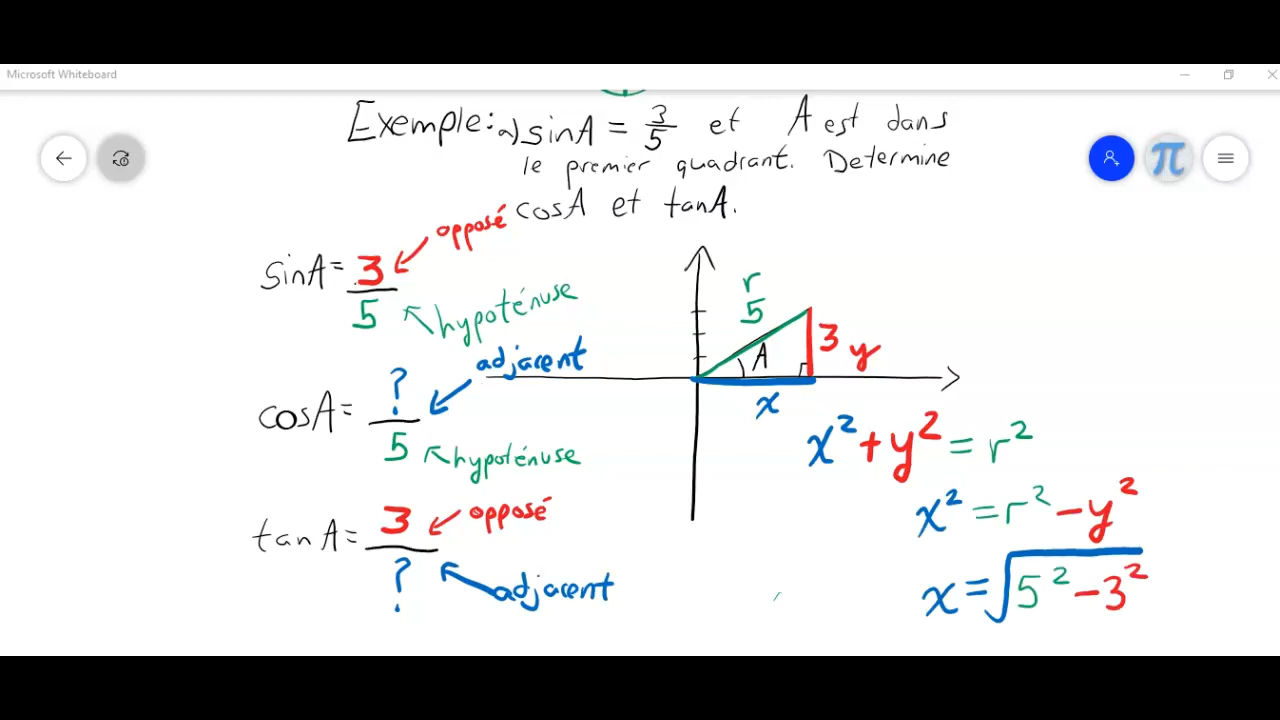 Microsoft Whiteboard
Exemple: a) sinA = 3/5 et A est dans
le premier quadrant. Determine
cosA et tanA.
sinA = 3/5
opposé
hypoténuse
cosA = ?/5
adjacent
hypoténuse
tanA = 3/?
opposé
adjacent
r
5
A
3 y
x
x² + y² = r²
x² = r² - y²
x = √5² - 3²
π